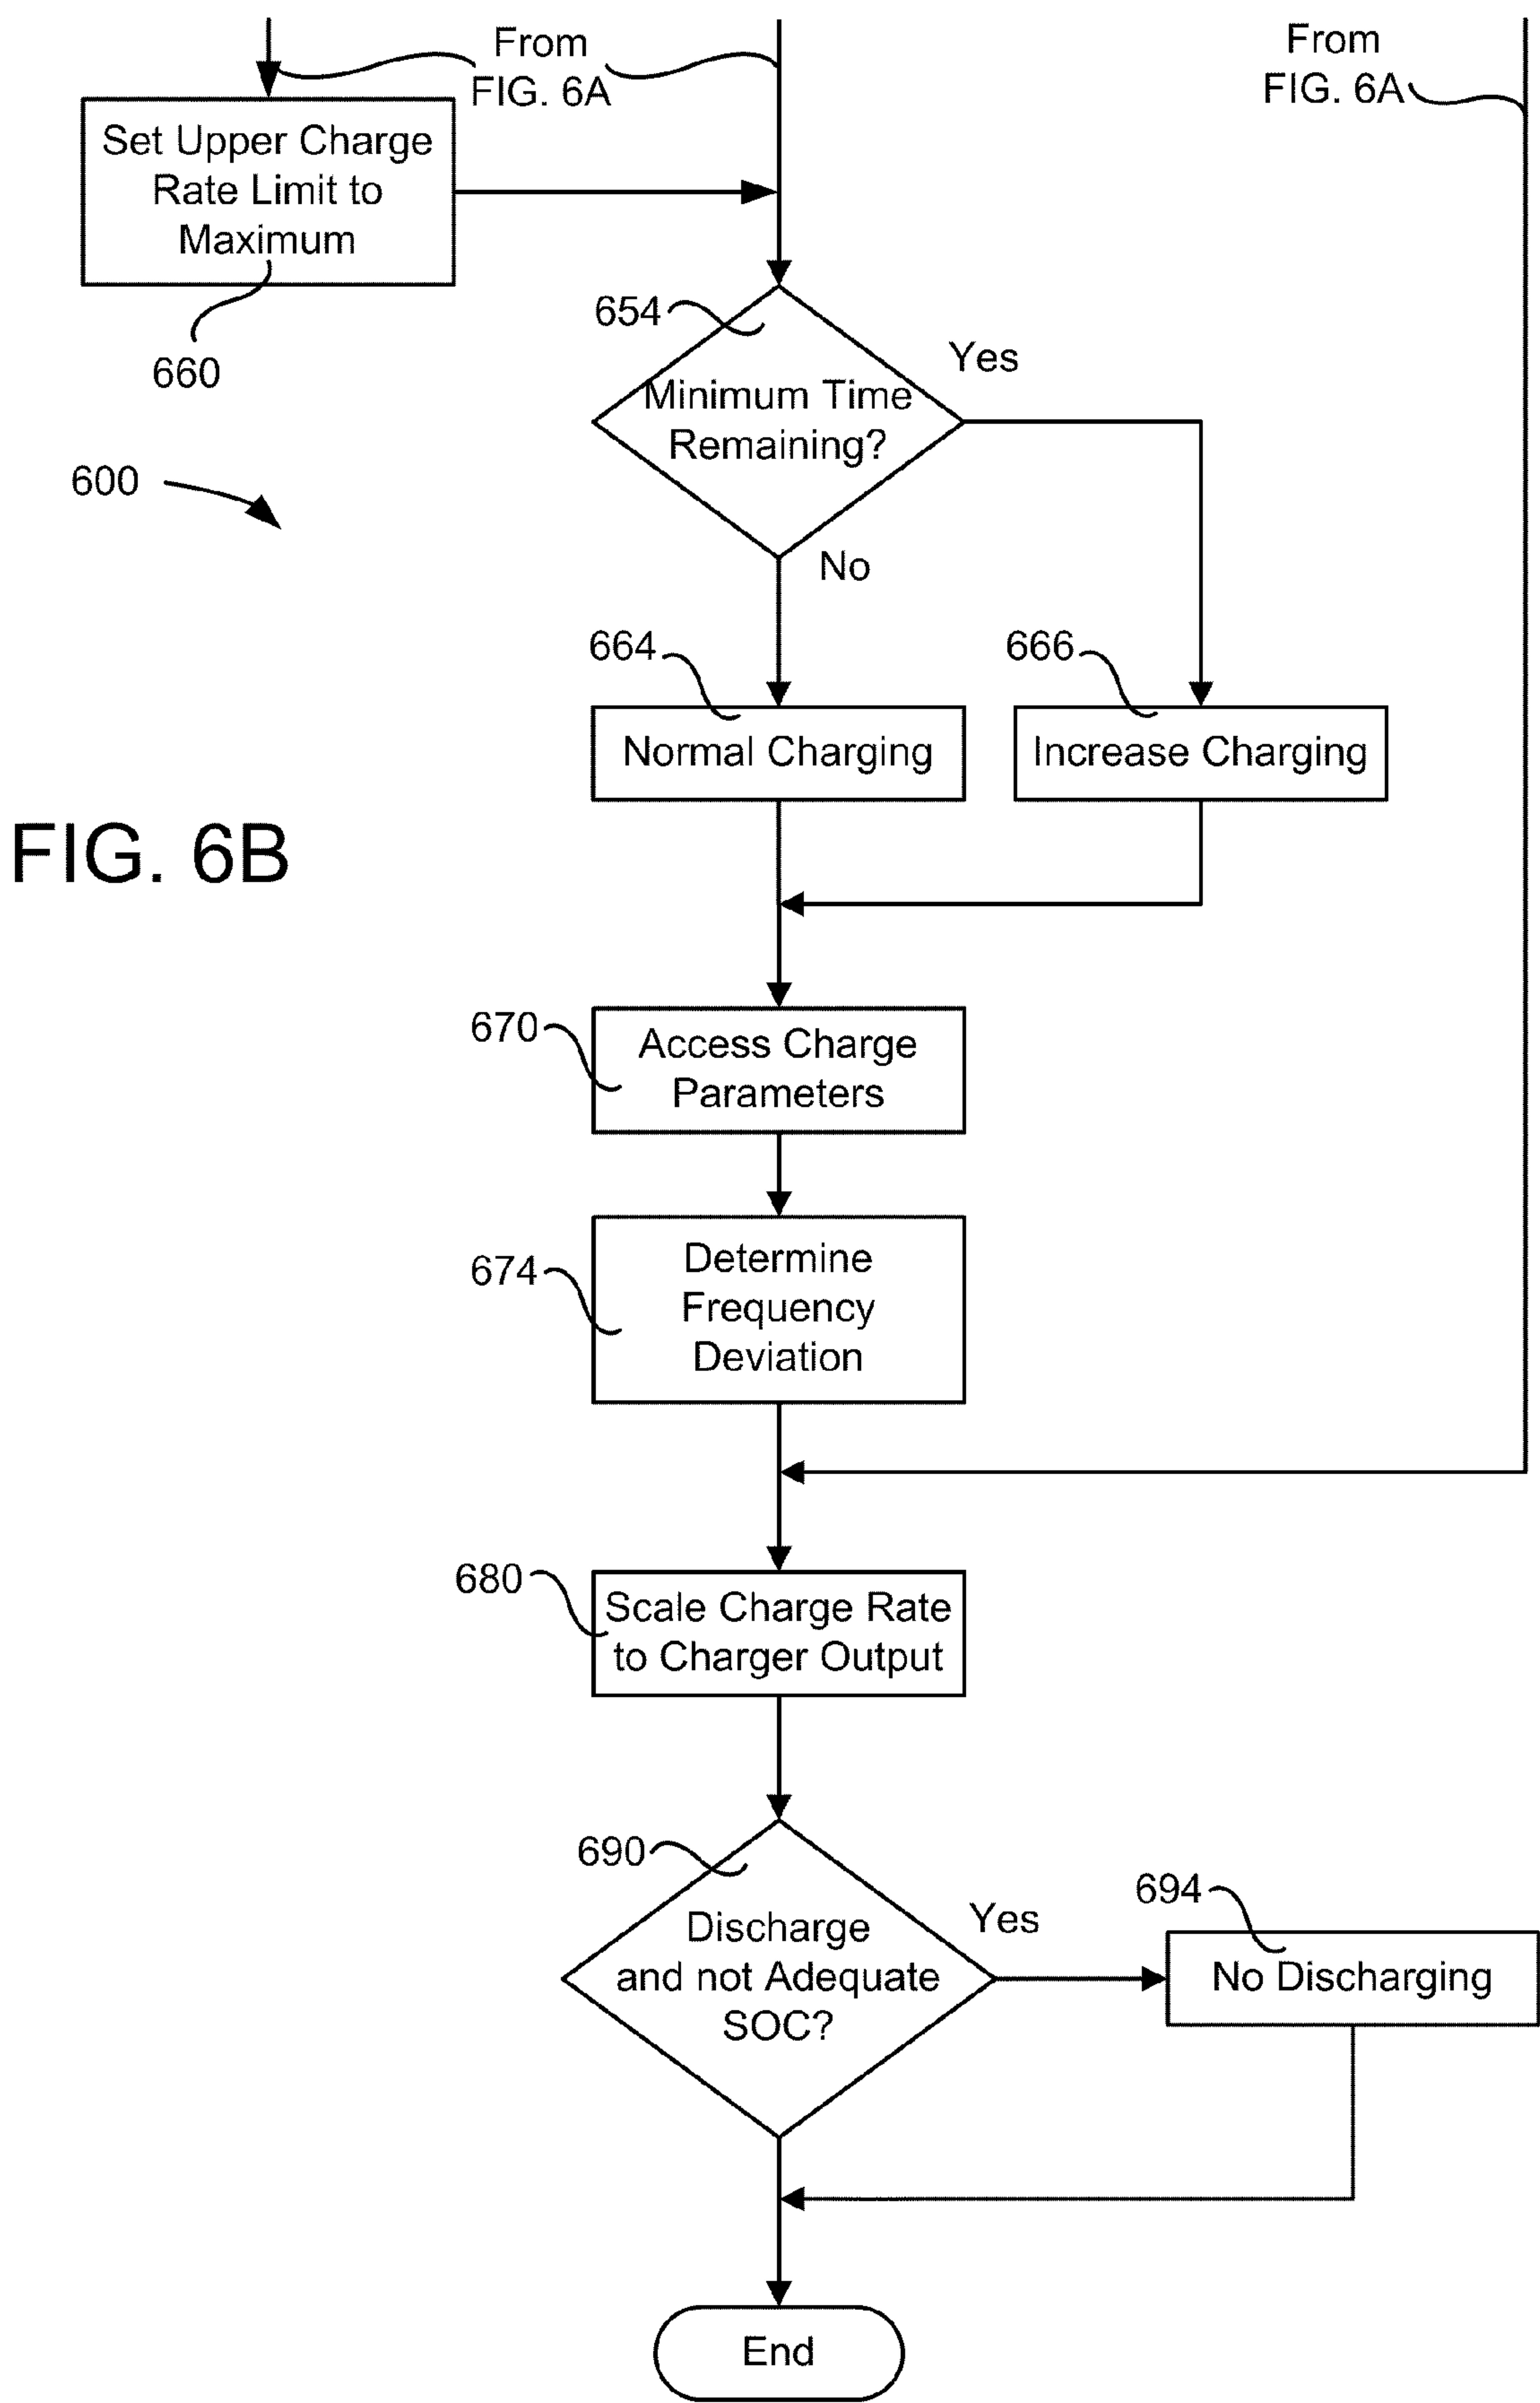 From
FIG. 6A
From
FIG. 6A
Set Upper Charge
Rate Limit to
Maximum
660
654
Yes
Minimum Time
Remaining?
600
No
664
666
Normal Charging
Increase Charging
FIG. 6B
670
Access Charge
Parameters
674
Determine
Frequency
Deviation
680
Scale Charge Rate
to Charger Output
690
Discharge
and not Adequate
SOC?
Yes
694
No Discharging
End